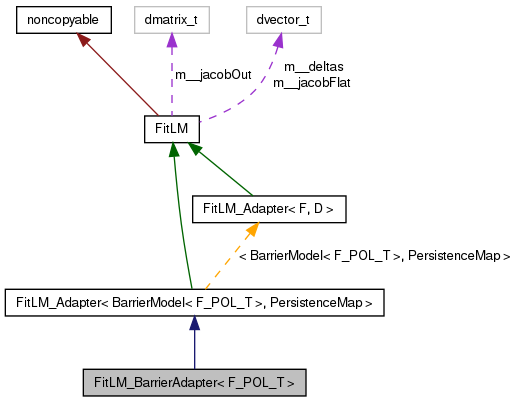 noncopyable
dmatrix_t
dvector_t
m__jacobOut
m__deltas
m__jacobFlat
FitLM
FitLM_Adapter< F, D >
< BarrierModel< F_POL_T >, PersistenceMap >
FitLM_Adapter< BarrierModel< F_POL_T >, PersistenceMap >
FitLM_BarrierAdapter< F_POL_T >